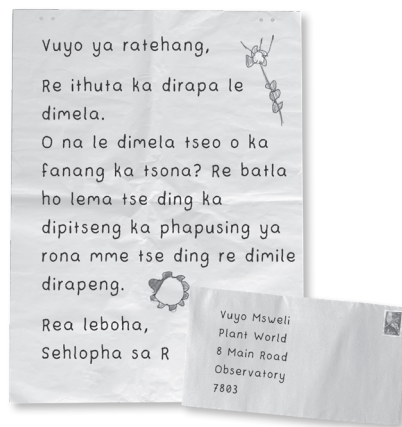 Vuyo ya ratehang,
Re ithuta ka dirapa le
dimela.
O na le dimela tseo o ka
fanang ka tsona? Re batla
ho lema tse ding ka
dipitseng ka phapusing ya
rona mme tse ding re dimile
dirapeng.
Rea leboha,
Sehlopha sa R
Vuyo Msweli
Plant World
8 Main Road
Observatory
7803